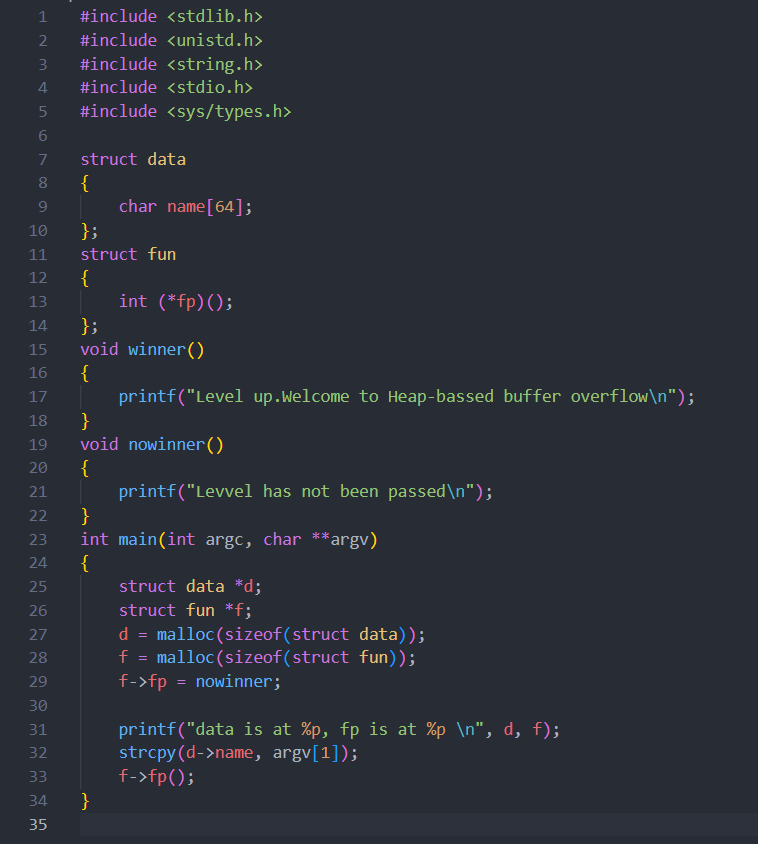 1 #include <stdlib.h>
2 #include <unistd.h>
3 #include <string.h>
4 #include <stdio.h>
5 #include <sys/types.h>
6
7 struct data
8 {
9     char name[64];
10 };
11 struct fun
12 {
13     int (*fp)();
14 };
15 void winner()
16 {
17     printf("Level up.Welcome to Heap-bassed buffer overflow\n");
18 }
19 void nowinner()
20 {
21     printf("Levvel has not been passed\n");
22 }
23 int main(int argc, char **argv)
24 {
25     struct data *d;
26     struct fun *f;
27     d = malloc(sizeof(struct data));
28     f = malloc(sizeof(struct fun));
29     f->fp = nowinner;
30
31     printf("data is at %p, fp is at %p \n", d, f);
32     strcpy(d->name, argv[1]);
33     f->fp();
34 }
35